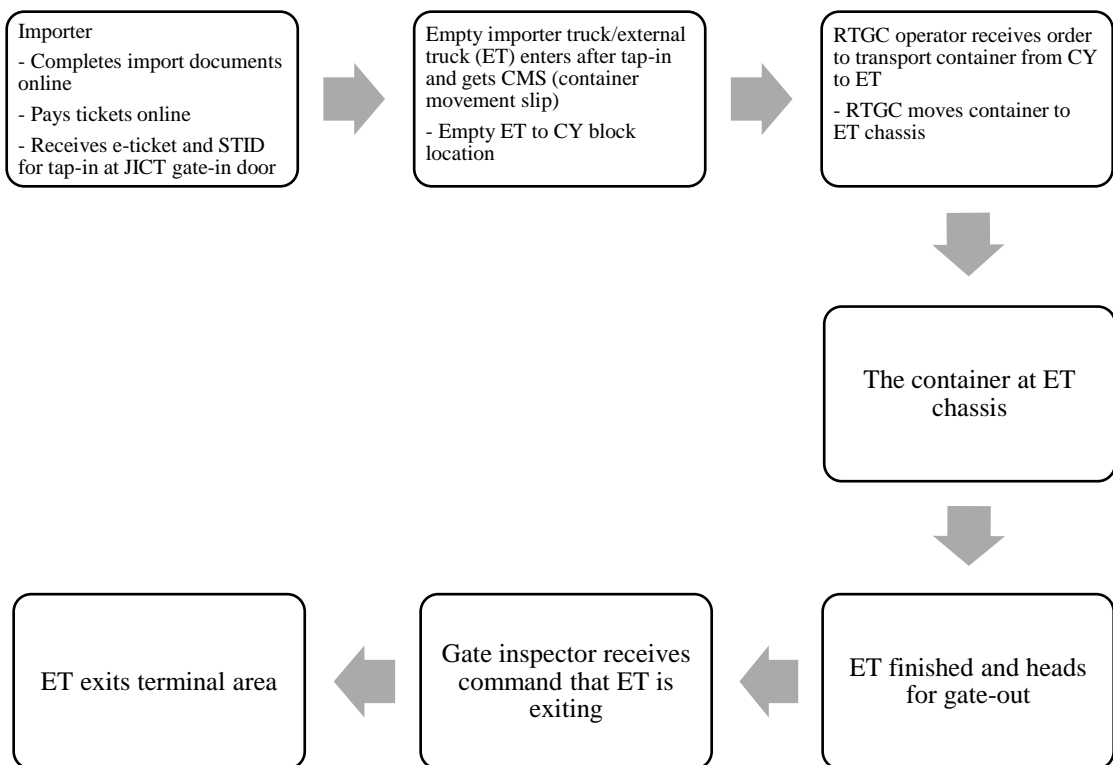 Importer
- Completes import documents
online
- Pays tickets online
- Receives e-ticket and STID
for tap-in at JICT gate-in door
Empty importer truck/external
truck (ET) enters after tap-in
and gets CMS (container
movement slip)
- Empty ET to CY block
location
RTGC operator receives order
to transport container from CY
to ET
- RTGC moves container to
ET chassis
The container at ET
chassis
ET finished and heads
for gate-out
Gate inspector receives
command that ET is
exiting
ET exits terminal area